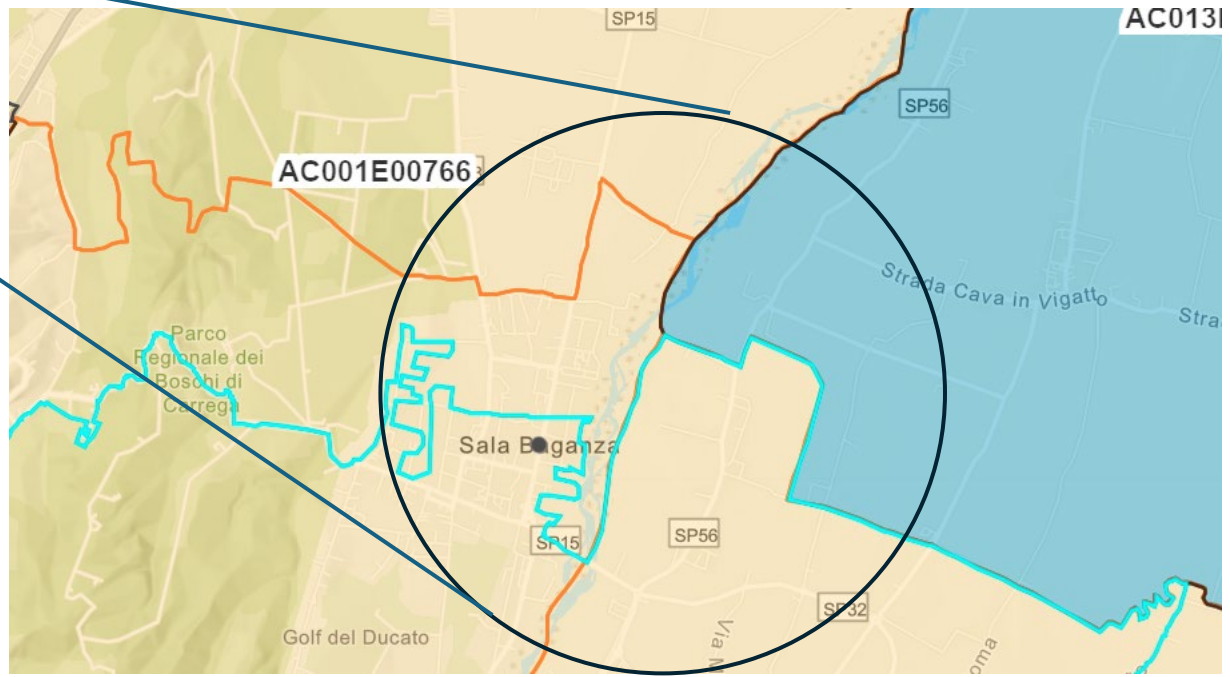 SP15
AC013
SP56
AC001E00766
Strada Cava in Vigatto
Parco
Regionale dei
Boschi di
Carrega
Sala Baganza
SP15
SP56
SP32
Golf del Ducato